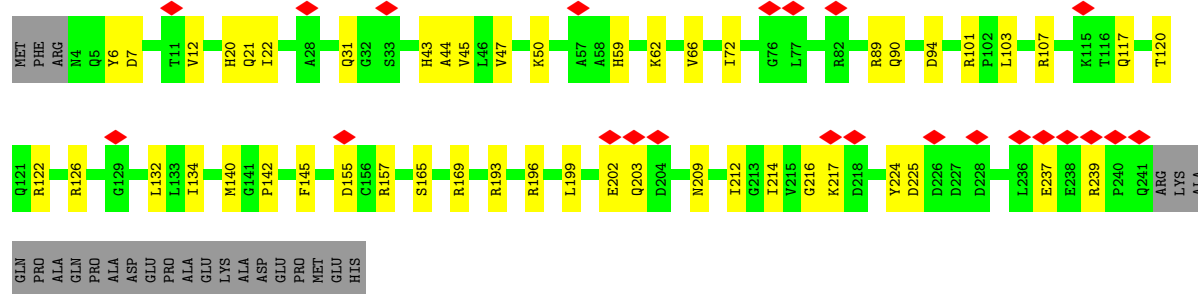 MET PHE ARG N4 Q5 Y6 D7 T11 V12 H20 Q21 I22 A28 Q31 G32 S33 H43 A44 V45 L46 V47 K50 A57 A58 H59 K62 V66 I72 G76 L77 R82 R89 Q90 D94 R101 P102 L103 R107 K115 T116 Q117 T120
Q121 R122 R126 G129 L132 L133 I134 M140 G141 P142 F145 D155 G156 R157 S165 R169 R193 R196 L199 E202 Q203 D204 N209 I212 G213 I214 V215 G216 K217 D218 Y224 D225 D226 D227 D228 L236 E237 E238 R239 P240 Q241 ARG LYS ALA
GLN PRO ALA GLN PRO ALA ASP GLU PRO ALA GLU LYS ALA ASP GLU PRO MET GLU HIS